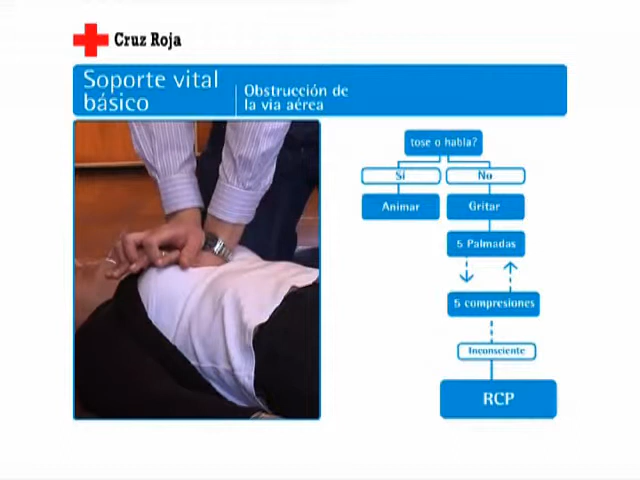 Cruz Roja
Soporte vital
básico
Obstrucción de
la via aérea
tose o habla?
Sí
No
Animar
Gritar
5 Palmadas
5 compresiones
Inconsciente
RCP